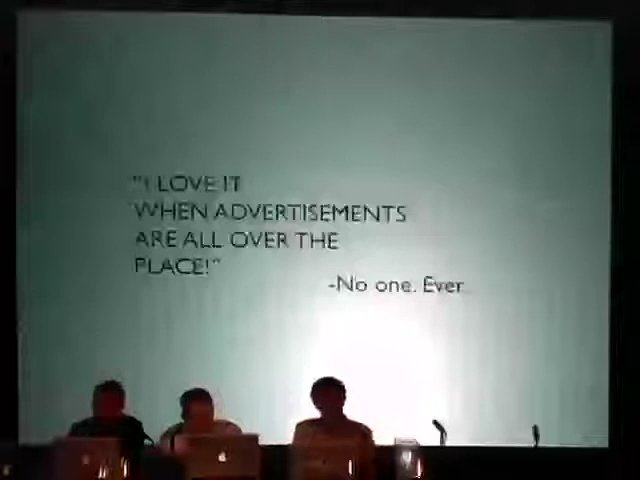 "I LOVE IT
WHEN ADVERTISEMENTS
ARE ALL OVER THE
PLACE!"
-No one. Ever.